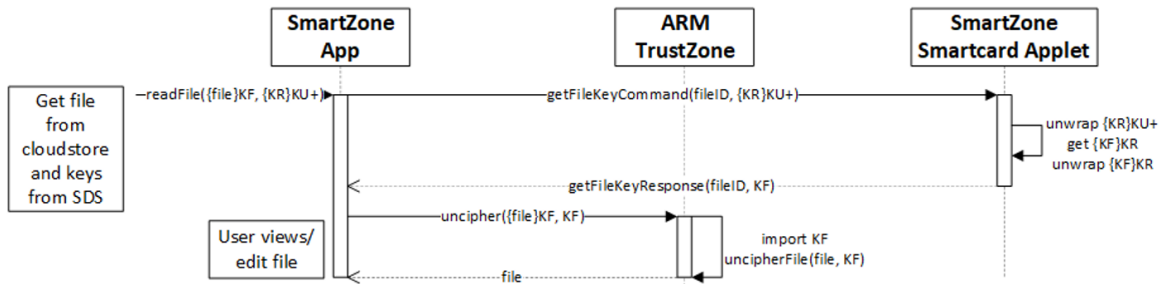 SmartZone
App
ARM
TrustZone
SmartZone
Smartcard Applet
Get file
from
cloudstore
and keys
from SDS
readFile({file}KF, {KR}KU+)
getFileKeyCommand(fileID, {KR}KU+)
unwrap {KR}KU+
get {KF}KR
unwrap {KF}KR
getFileKeyResponse(fileID, KF)
uncipher({file}KF, KF)
User views/
edit file
import KF
uncipherFile(file, KF)
file